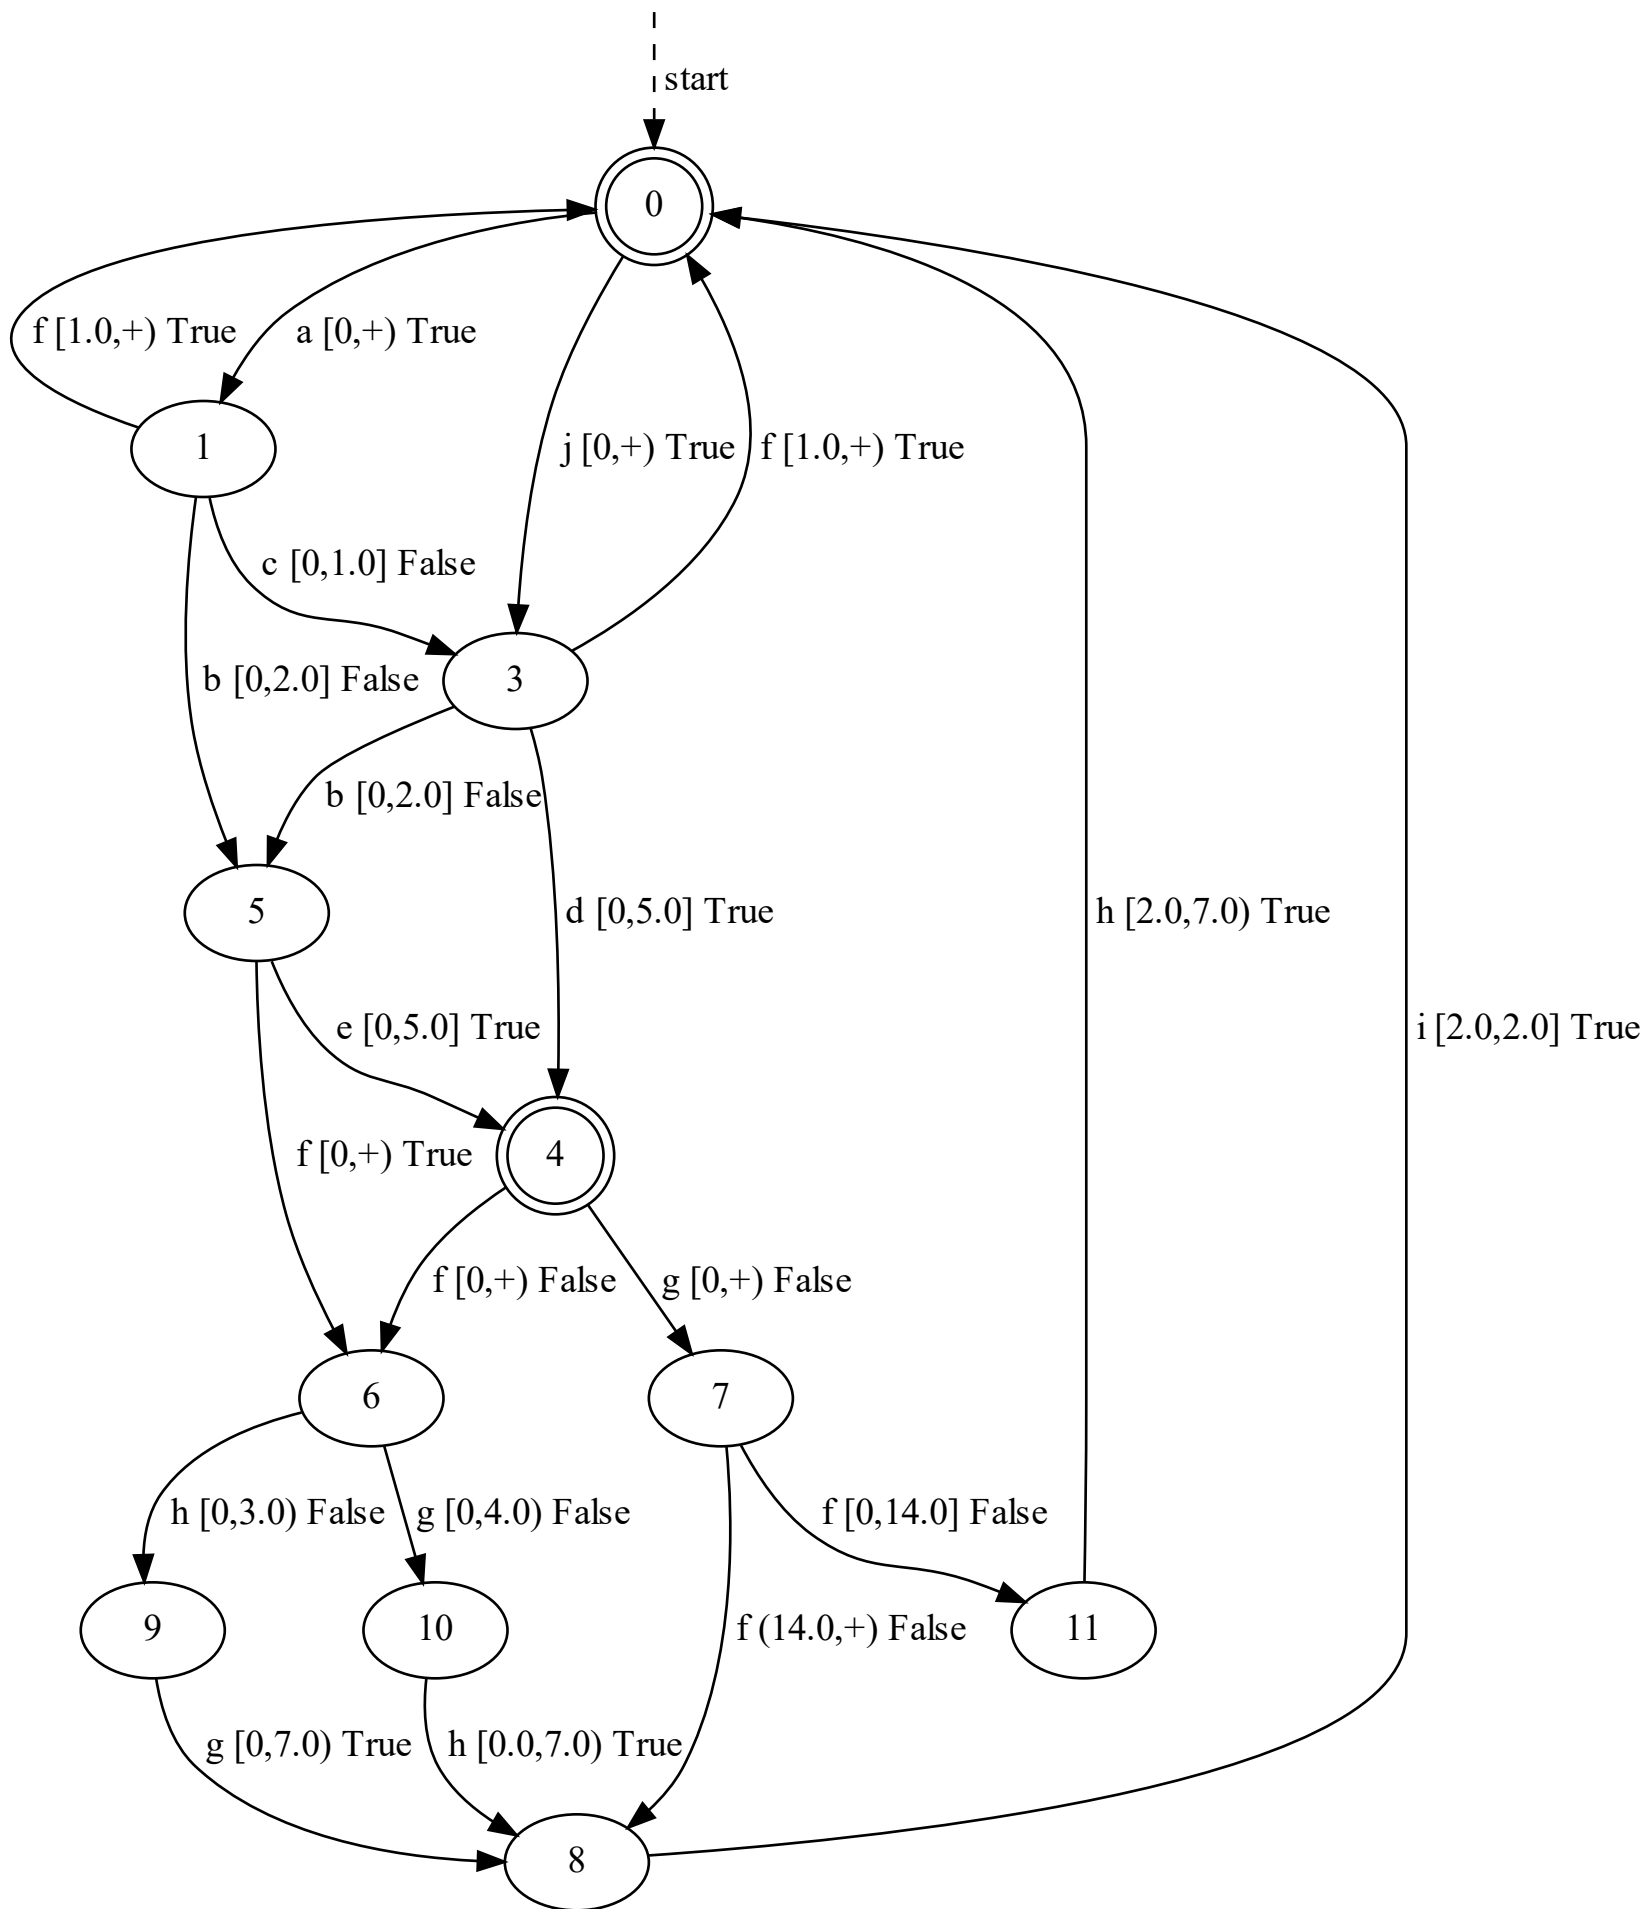 start
0
f [1.0,+) True
a [0,+) True
1
j [0,+) True
f [1.0,+) True
c [0,1.0] False
b [0,2.0] False
3
b [0,2.0] False
5
d [0,5.0] True
h [2.0,7.0) True
e [0,5.0] True
i [2.0,2.0] True
f [0,+) True
4
f [0,+) False
g [0,+) False
6
7
h [0,3.0) False
g [0,4.0) False
f [0,14.0] False
9
10
f (14.0,+) False
11
g [0,7.0) True
h [0.0,7.0) True
8